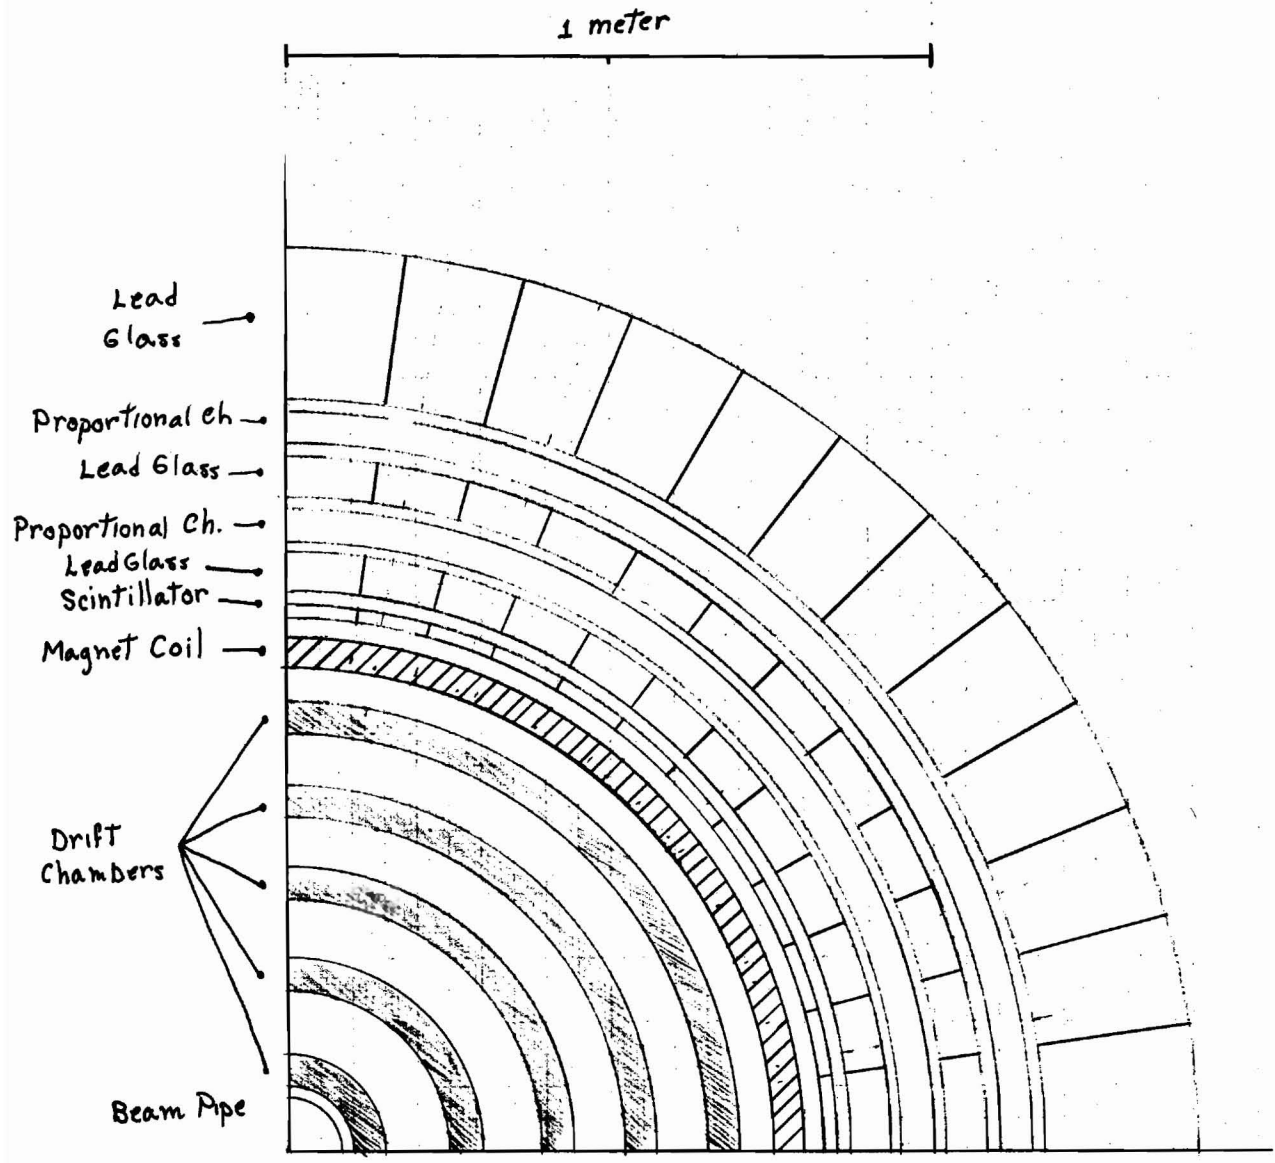 1 meter
Lead
Glass
Proportional Ch
Lead Glass
Proportional Ch.
Lead Glass
Scintillator
Magnet Coil
Drift
Chambers
Beam Pipe